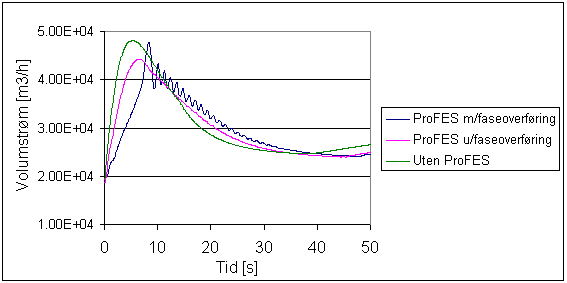 5.00E+04
4.00E+04
3.00E+04
2.00E+04
1.00E+04
Volumstrøm [m3/h]
0 10 20 30 40 50
Tid [s]
ProFES m/faseoverføring
ProFES u/faseoverføring
Uten ProFES